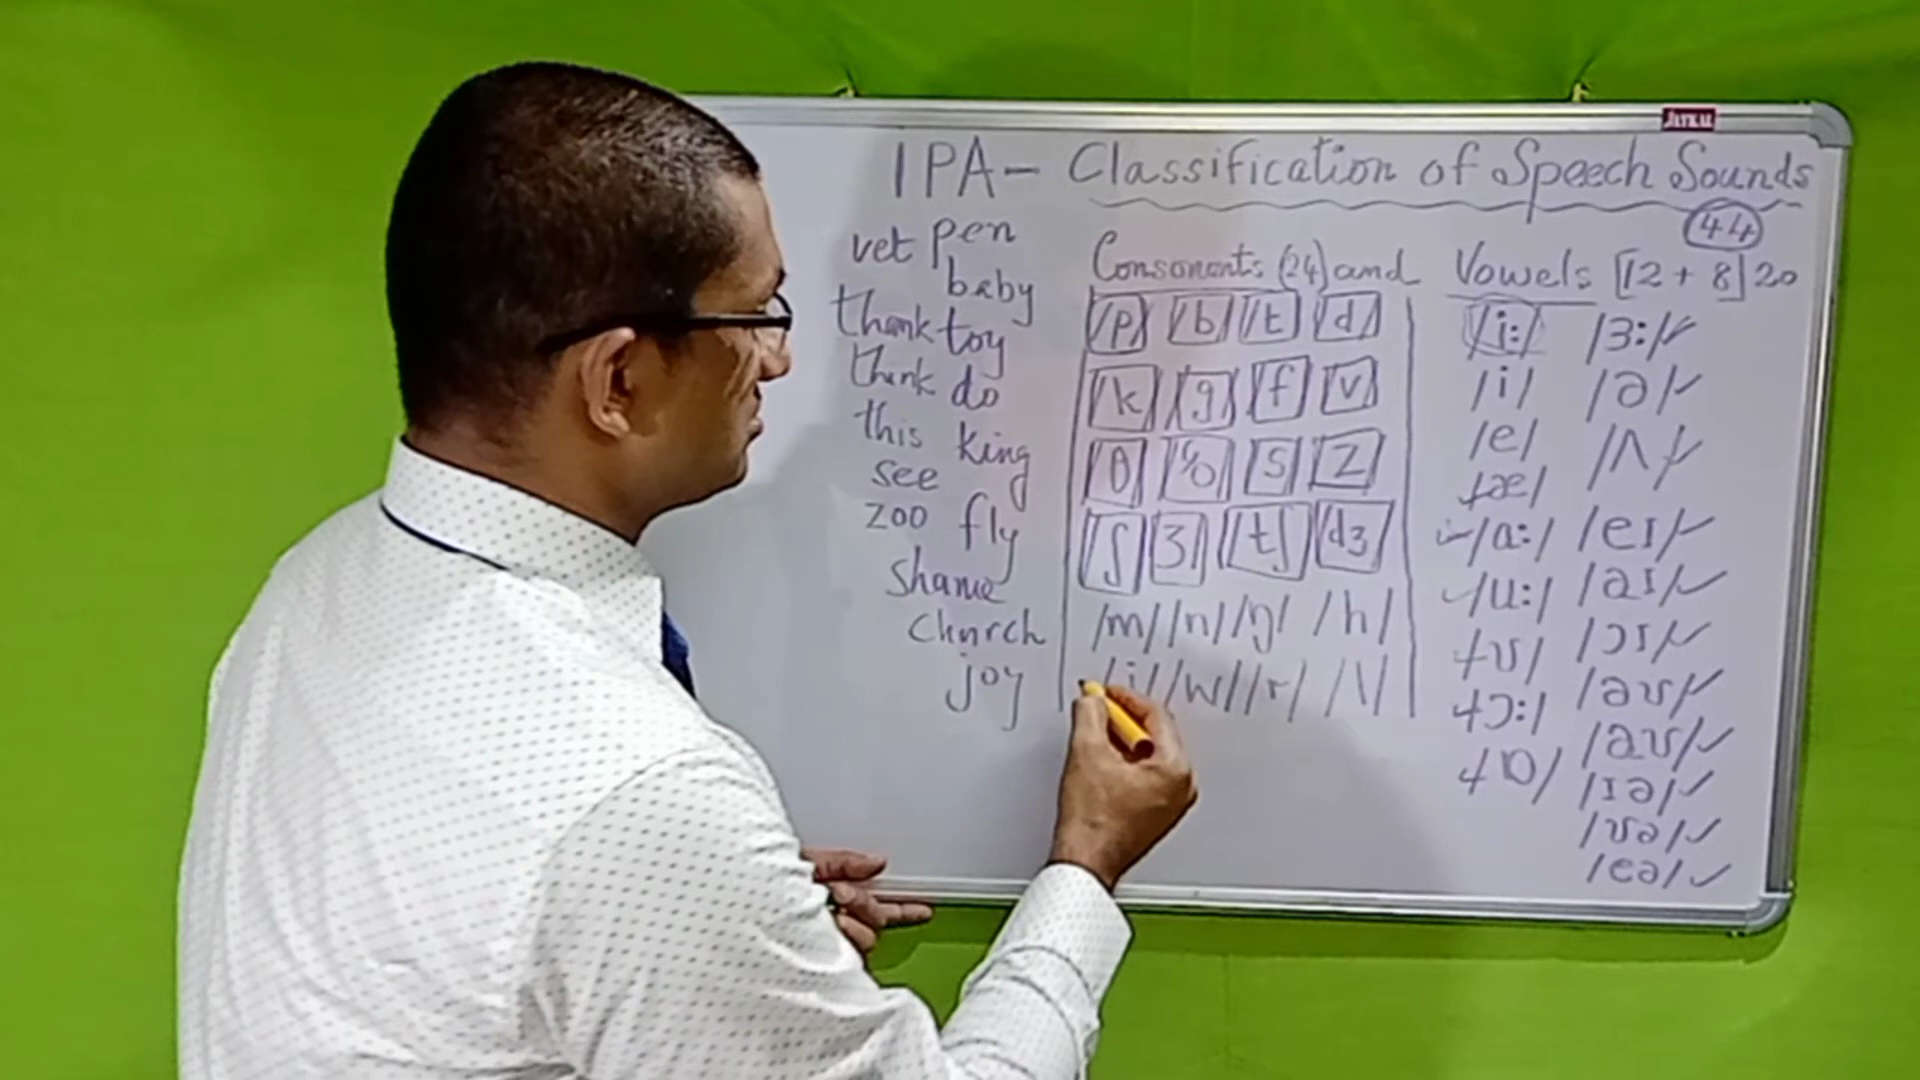 JAYKAL
IPA - Classification of Speech Sounds
44
Consonants (24) and Vowels [12 + 8] 20
vet pen
baby
thank toy
think do
this king
see
zoo fly
shame
Church
joy
/p/ /b/ /t/ /d/
/k/ /g/ /f/ /v/
/θ/ /ð/ /s/ /z/
/ʃ/ /ʒ/ /tʃ/ /dʒ/
/m/ /n/ /ŋ/ /h/
/j/ /w/ /r/ /l/
/i:/ /ɜ:/ ✓
/i/ /ə/ ✓
/e/ /ʌ/ ✓
/æ/
/ɑ:/ /eɪ/ ✓
/u:/ /aɪ/ ✓
/ʊ/ /ɔɪ/ ✓
/ɔ:/ /əʊ/ ✓
/ɒ/ /aʊ/ ✓
/ɪə/ ✓
/ʊə/ ✓
/eə/ ✓